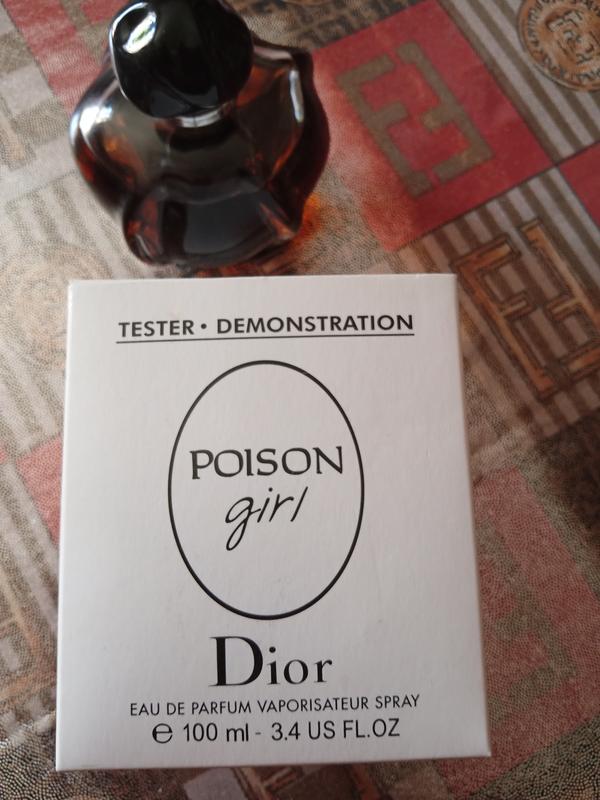 TESTER • DEMONSTRATION
POISON
girl
Dior
EAU DE PARFUM VAPORISATEUR SPRAY
℮ 100 ml - 3.4 US FL.OZ